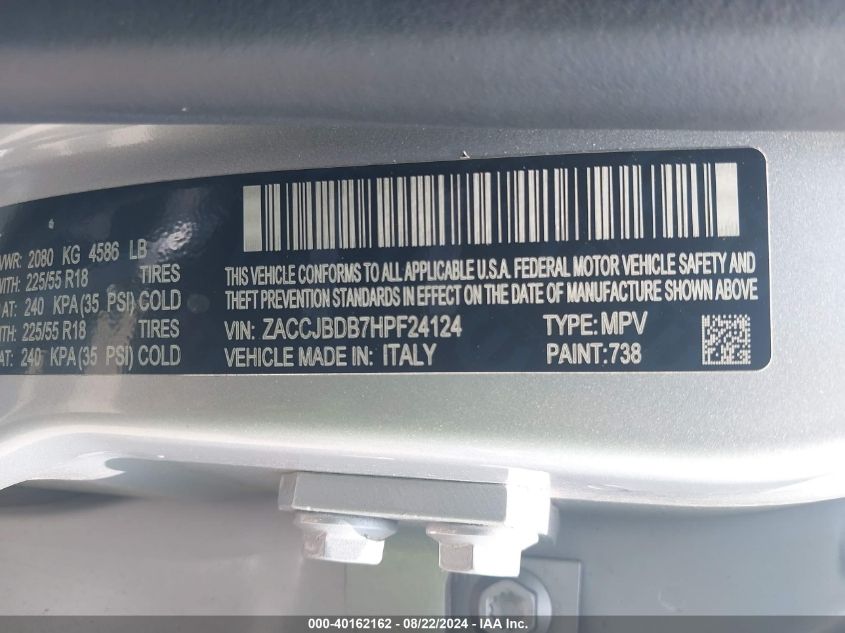 VWR: 2080 KG 4586 LB
WITH: 225/55 R18 TIRES
AT: 240 KPA (35 PSI) COLD
WITH: 225/55 R18 TIRES
AT: 240 KPA (35 PSI) COLD
THIS VEHICLE CONFORMS TO ALL APPLICABLE U.S.A. FEDERAL MOTOR VEHICLE SAFETY AND
THEFT PREVENTION STANDARDS IN EFFECT ON THE DATE OF MANUFACTURE SHOWN ABOVE
VIN: ZACCJBDB7HPF24124 TYPE: MPV
VEHICLE MADE IN: ITALY PAINT: 738
000-40162162 - 08/22/2024 - IAA Inc.